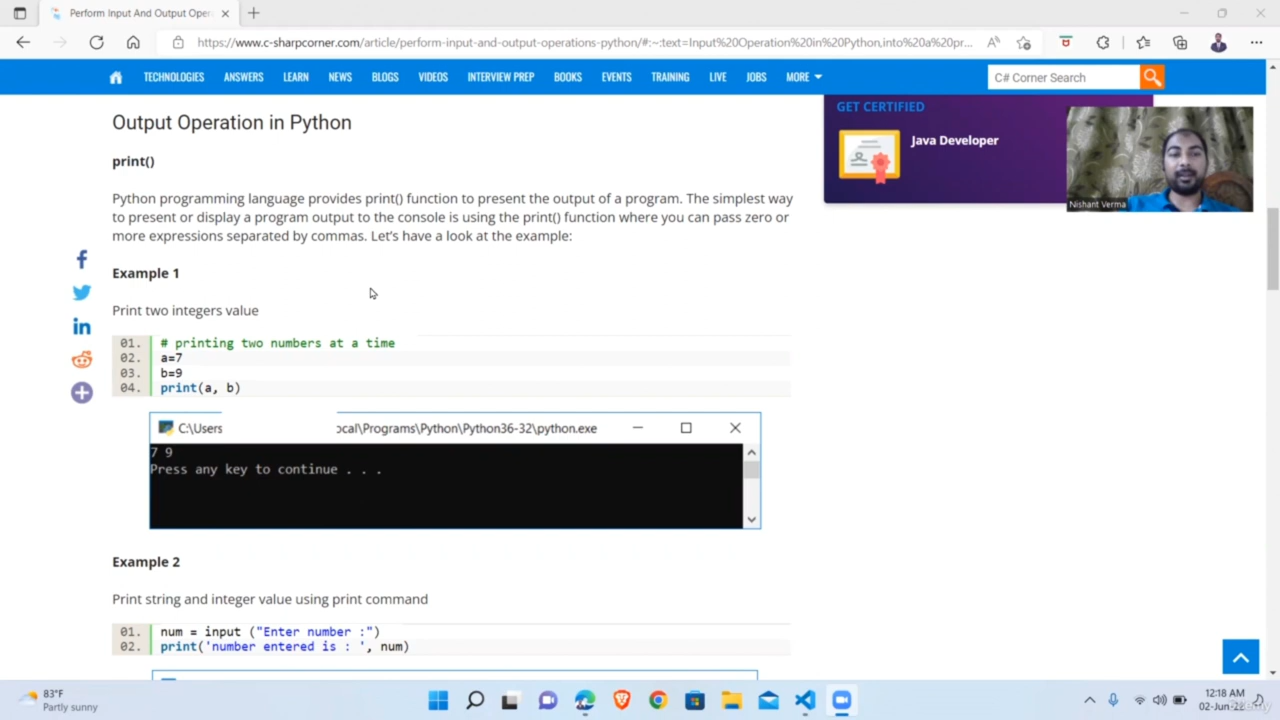 Perform Input And Output Oper
https://www.c-sharpcorner.com/article/perform-input-and-output-operations-python/#:~:text=Input%20Operation%20in%20Python,into%20a%20pr...
TECHNOLOGIES ANSWERS LEARN NEWS BLOGS VIDEOS INTERVIEW PREP BOOKS EVENTS TRAINING LIVE JOBS MORE
C# Corner Search
GET CERTIFIED
Java Developer
Nishant Verma
Output Operation in Python
print()
Python programming language provides print() function to present the output of a program. The simplest way
to present or display a program output to the console is using the print() function where you can pass zero or
more expressions separated by commas. Let's have a look at the example:
Example 1
Print two integers value
01. # printing two numbers at a time
02. a=7
03. b=9
04. print(a, b)
C:\Users ocal\Programs\Python\Python36-32\python.exe
7 9
Press any key to continue . . .
Example 2
Print string and integer value using print command
01. num = input ("Enter number :")
02. print('number entered is : ', num)
83°F
Partly sunny
12:18 AM
02-Jun-22